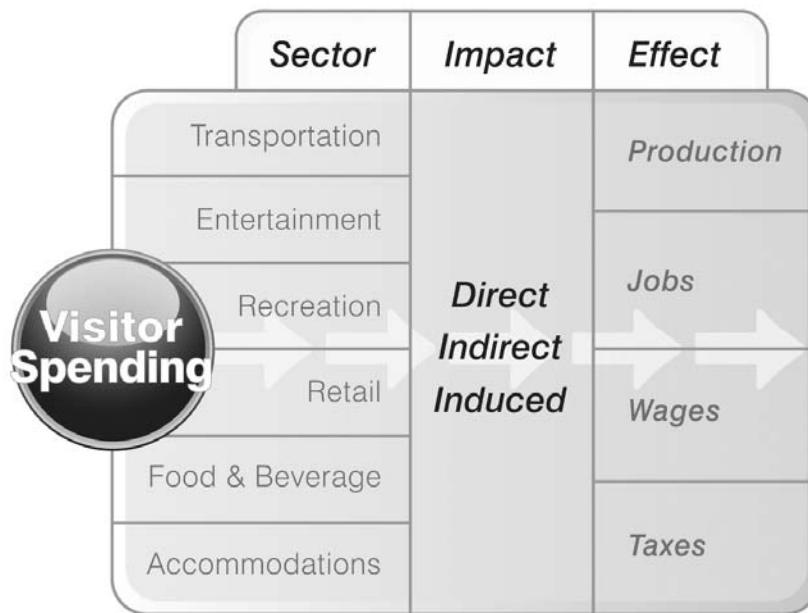 Sector
Impact
Effect
Visitor
Spending
Transportation
Entertainment
Recreation
Retail
Food & Beverage
Accommodations
Direct
Indirect
Induced
Production
Jobs
Wages
Taxes